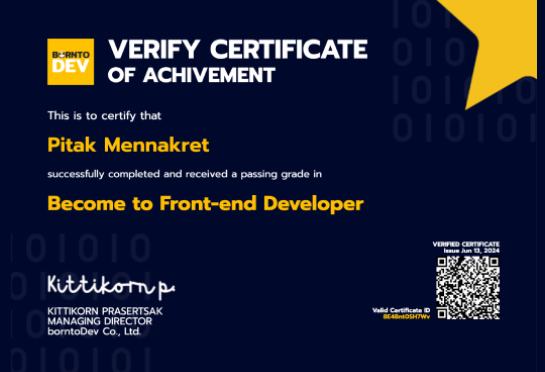 BORNTO
DEV
VERIFY CERTIFICATE
OF ACHIVEMENT
This is to certify that
Pitak Mennakret
successfully completed and received a passing grade in
Become to Front-end Developer
Kittikorn p.
KITTIKORN PRASERTSAK
MANAGING DIRECTOR
borntoDev Co., Ltd.
VERIFIED CERTIFICATE
Issue Jun 13, 2024
Valid Certificate ID